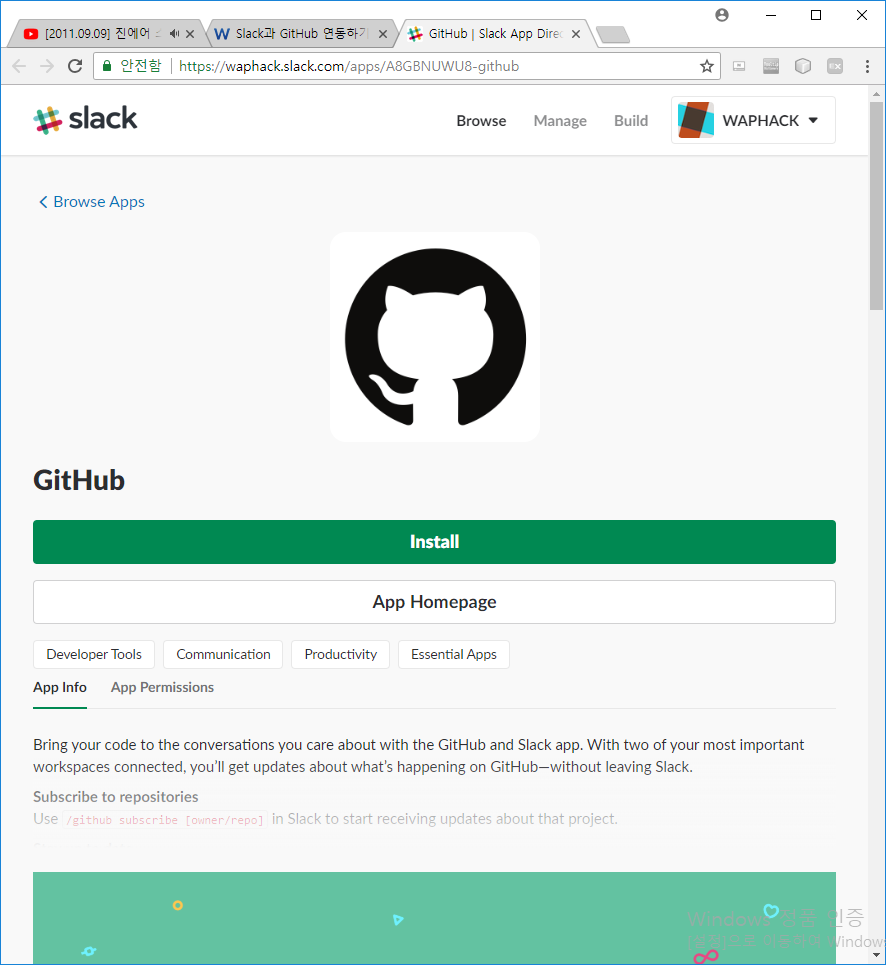 [2011.09.09] 진에어
Slack과 GitHub 연동하기
GitHub | Slack App Direc
안전함 https://waphack.slack.com/apps/A8GBNUWU8-github
slack
Browse Manage Build WAPHACK
Browse Apps
GitHub
Install
App Homepage
Developer Tools Communication Productivity Essential Apps
App Info App Permissions
Bring your code to the conversations you care about with the GitHub and Slack app. With two of your most important
workspaces connected, you’ll get updates about what’s happening on GitHub—without leaving Slack.
Subscribe to repositories
Use /github subscribe [owner/repo] in Slack to start receiving updates about that project.
Windows 정품 인증
Windows